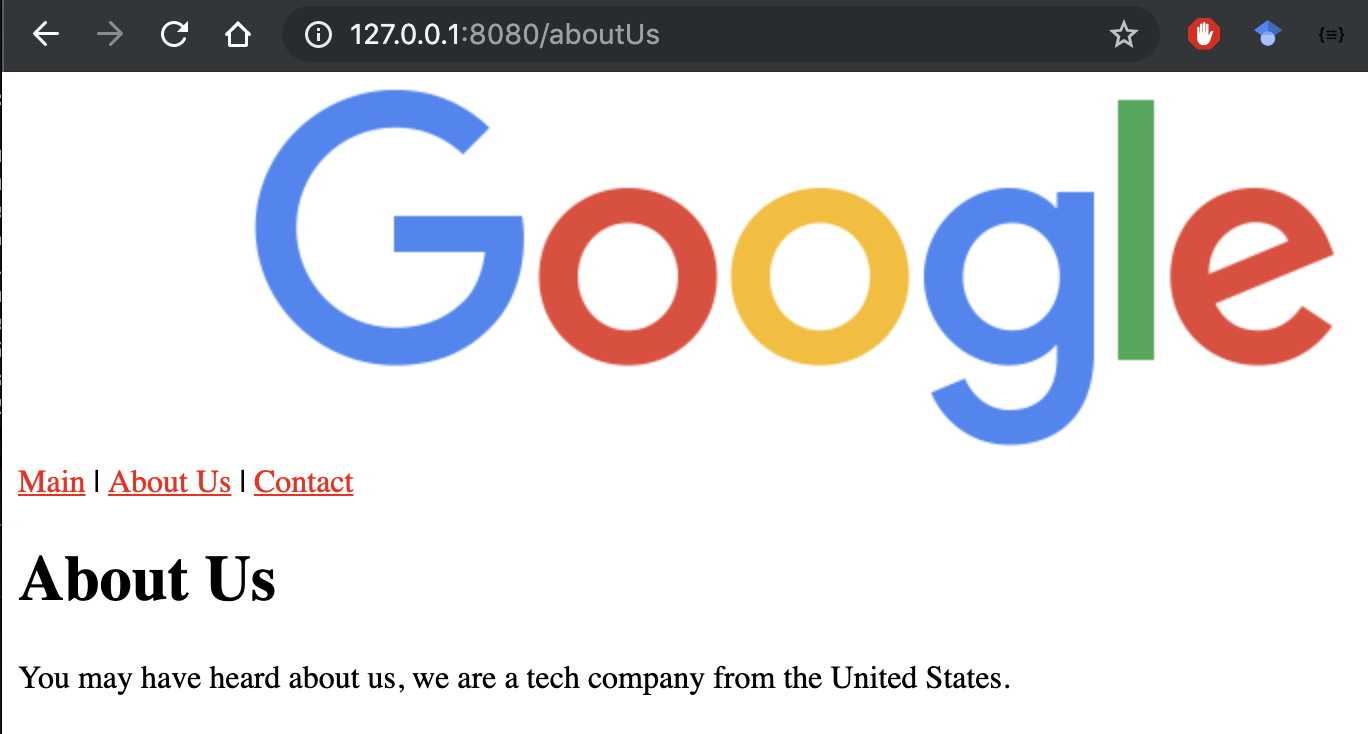 127.0.0.1:8080/aboutUs
Google
Main | About Us | Contact
About Us
You may have heard about us, we are a tech company from the United States.